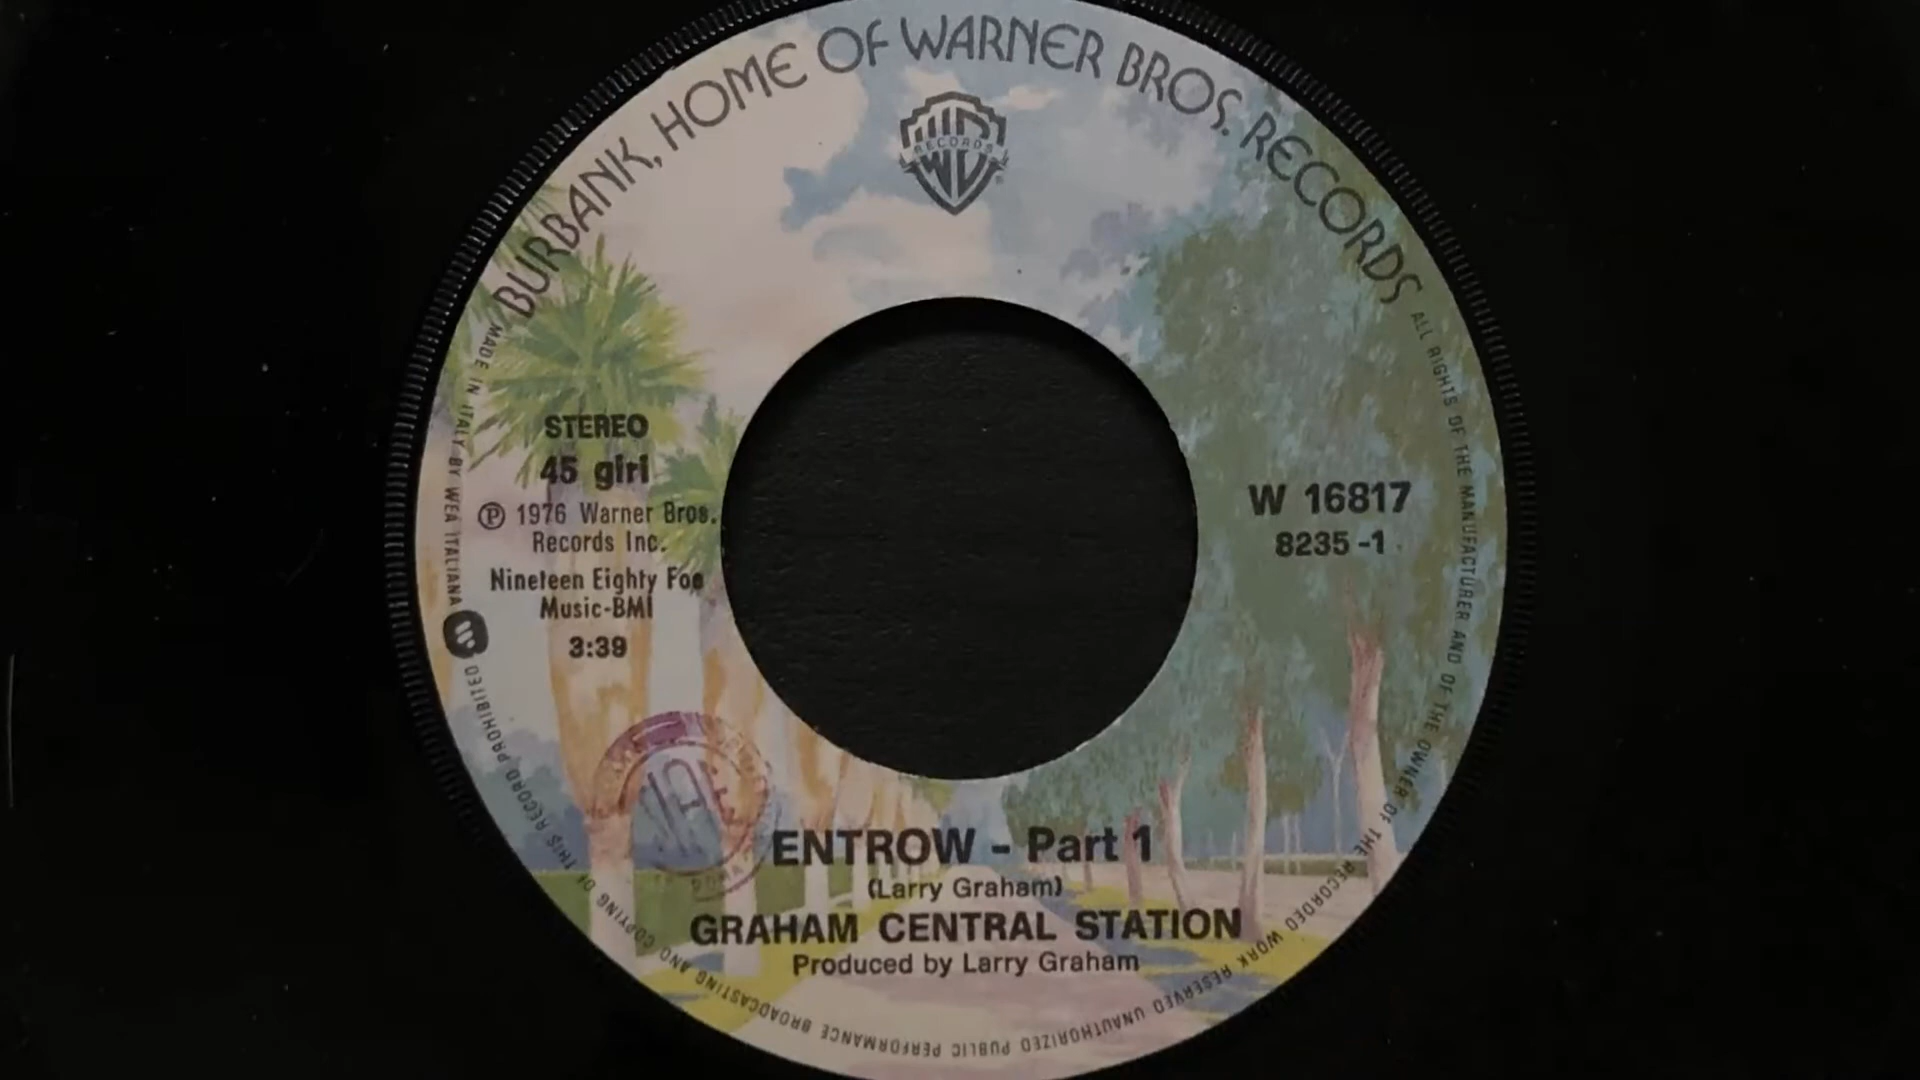 BURBANK, HOME OF WARNER BROS. RECORDS
RECORDS
STEREO
45 giri
℗ 1976 Warner Bros.
Records Inc.
Nineteen Eighty Foe
Music-BMI
3:39
W 16817
8235 -1
ENTROW - Part 1
(Larry Graham)
GRAHAM CENTRAL STATION
Produced by Larry Graham
MADE IN ITALY BY WEA ITALIANA
ALL RIGHTS OF THE MANUFACTURER AND OF THE OWNER OF THE RECORDED WORK RESERVED UNAUTHORIZED PUBLIC PERFORMANCE BROADCASTING AND COPYING OF THIS RECORD PROHIBITED
ROMA